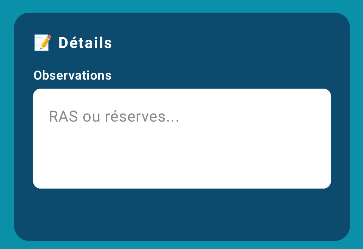 📝 Détails
Observations
RAS ou réserves...